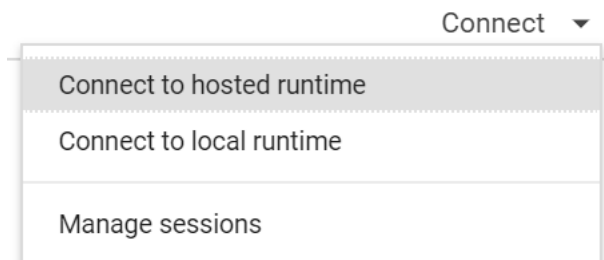 Connect
Connect to hosted runtime
Connect to local runtime
Manage sessions